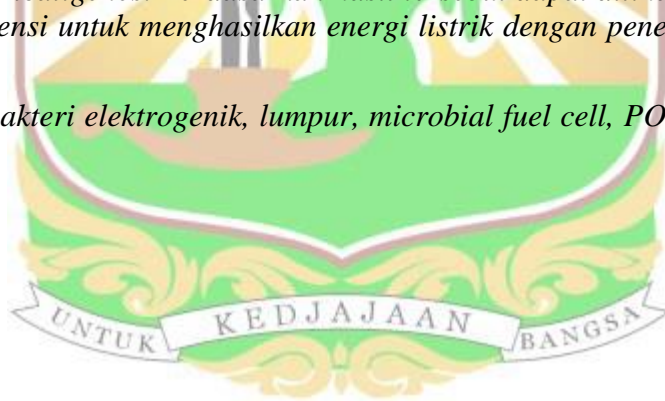 ensi untuk menghasilkan energi listrik dengan pene
akteri elektrogenik, lumpur, microbial fuel cell, PO
UNTUK KEDJAJAAN BANGSA